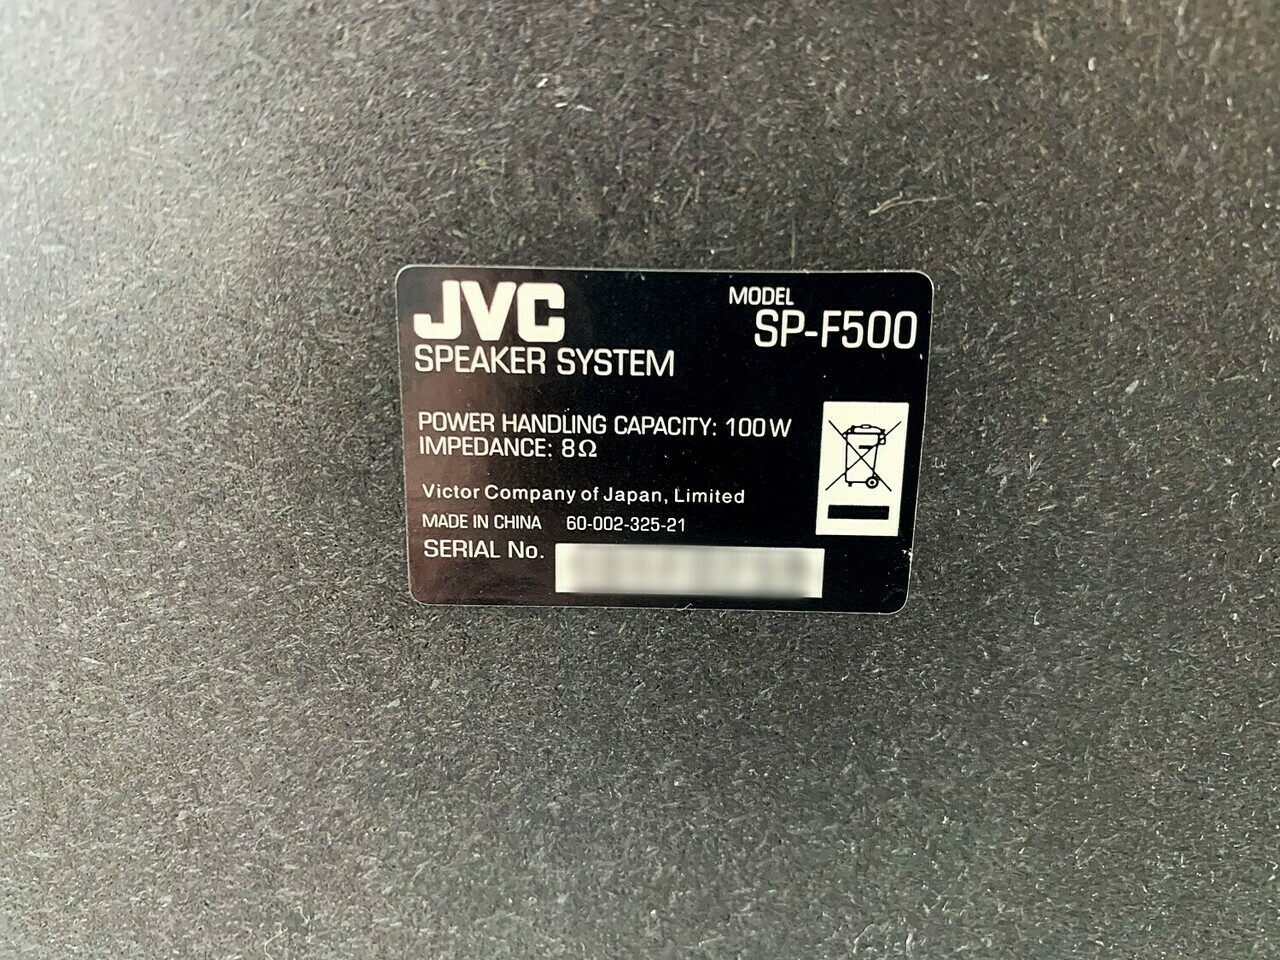 JVC
SPEAKER SYSTEM
MODEL
SP-F500
POWER HANDLING CAPACITY: 100W
IMPEDANCE: 8Ω
Victor Company of Japan, Limited
MADE IN CHINA 60-002-325-21
SERIAL No.